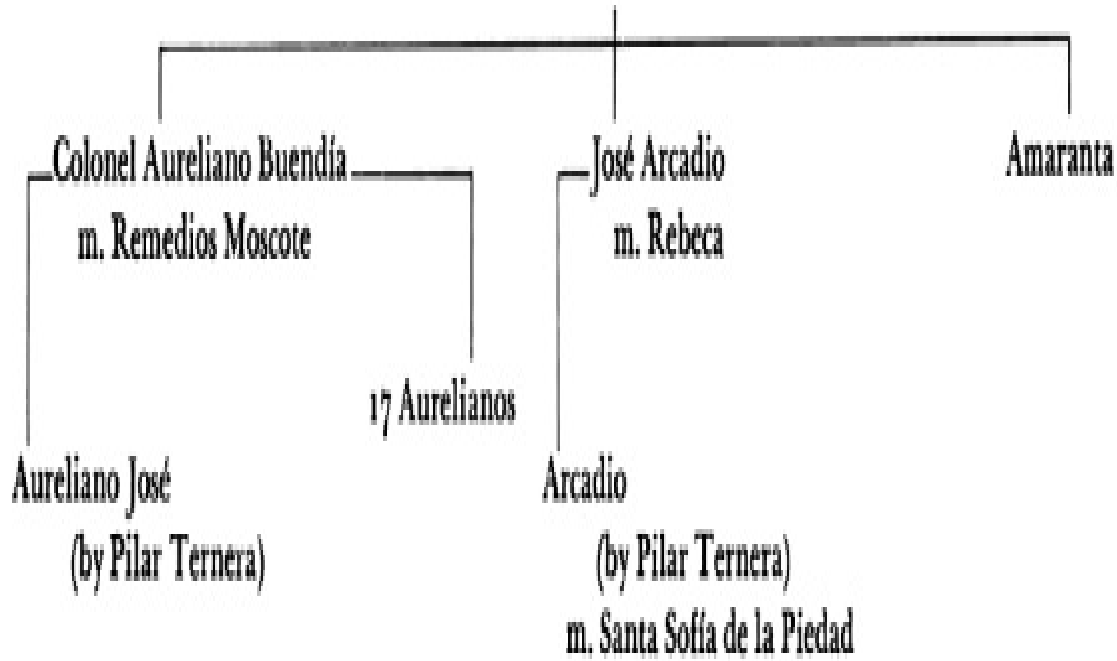 Colonel Aureliano Buendía
José Arcadio
Amaranta
m. Remedios Moscote
m. Rebeca
17 Aurelianos
Aureliano José
Arcadio
(by Pilar Ternera)
(by Pilar Ternera)
m. Santa Sofía de la Piedad